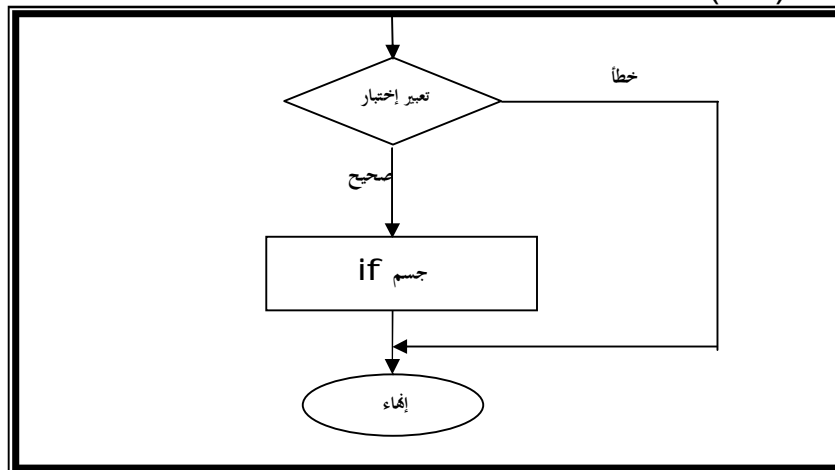 خطأ
تعبير إختبار
صحيح
جسم if
إنهاء